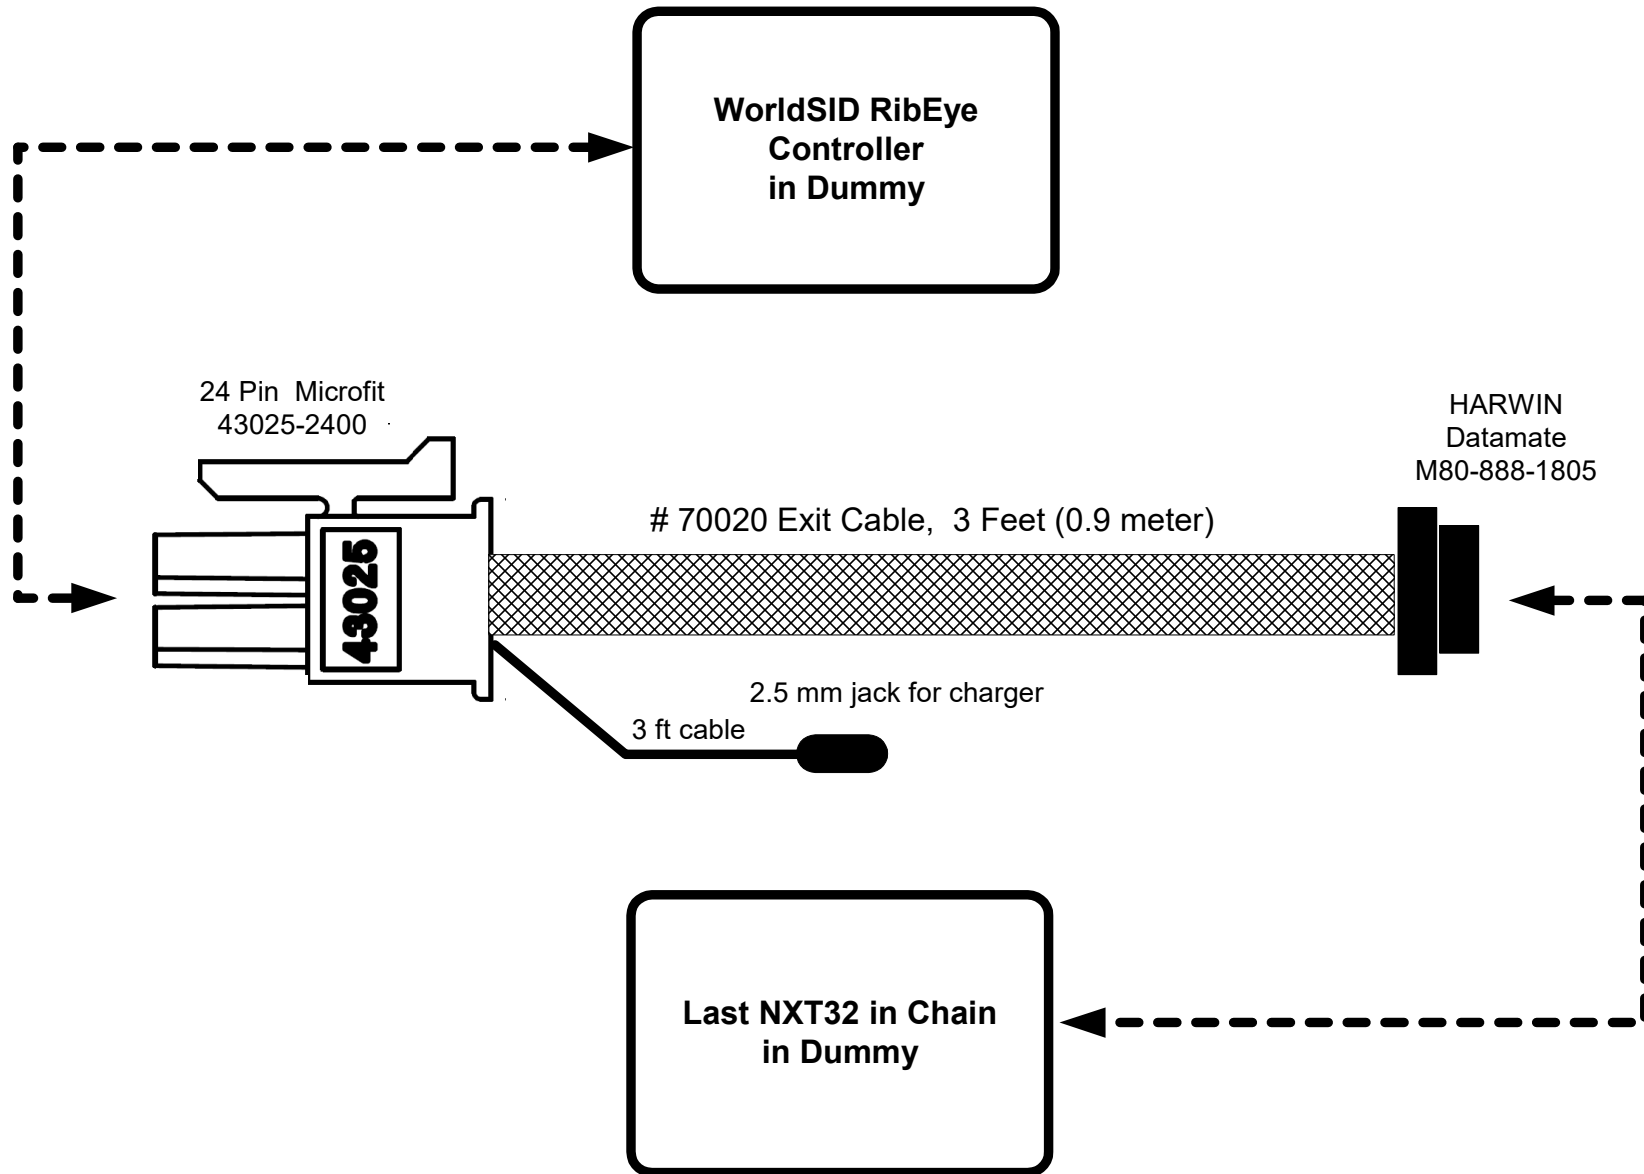 WorldSID RibEye
Controller
in Dummy
24 Pin  Microfit
43025-2400
HARWIN
Datamate
M80-888-1805
# 70020 Exit Cable,  3 Feet (0.9 meter)
43025
2.5 mm jack for charger
3 ft cable
Last NXT32 in Chain
in Dummy